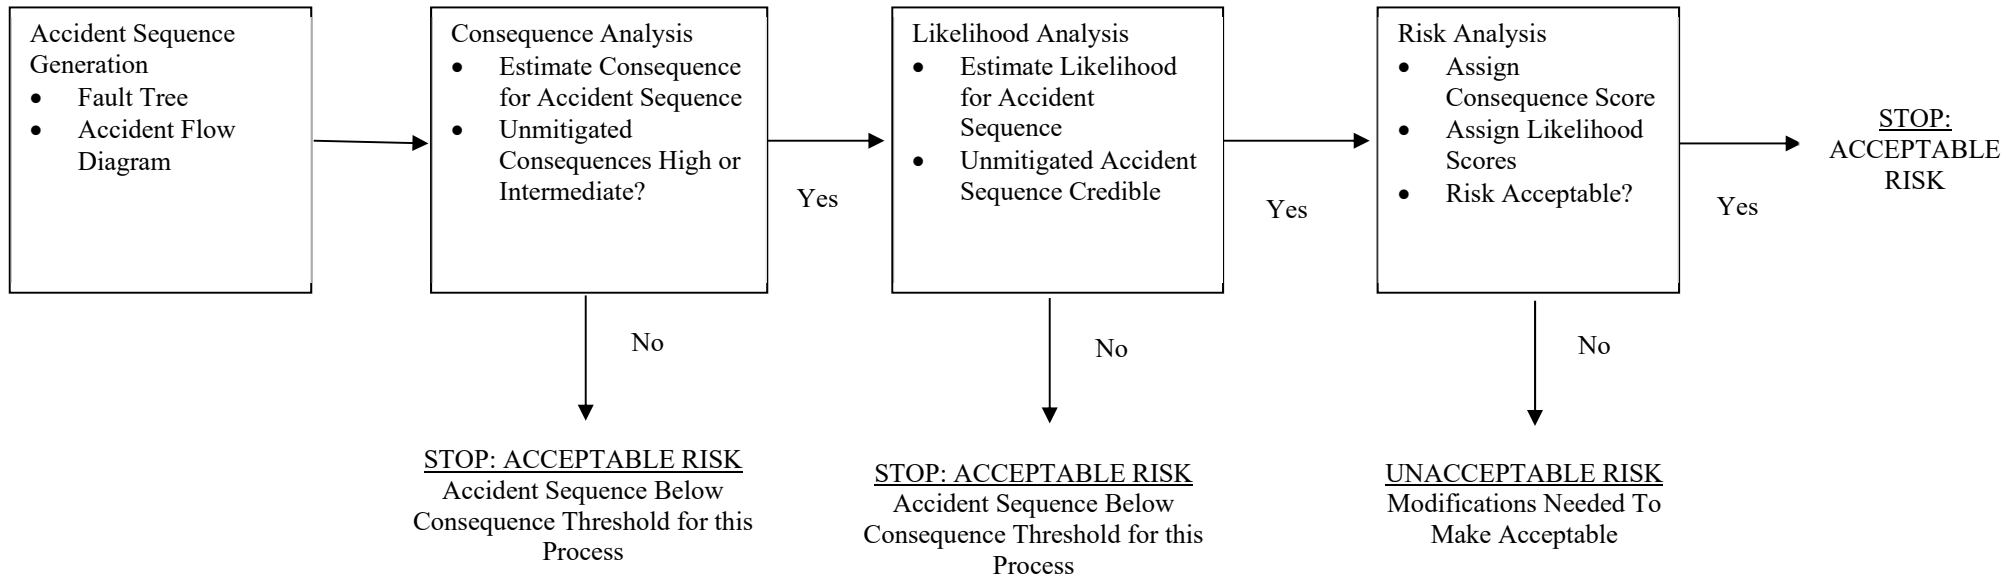 Accident Sequence
Generation
• Fault Tree
• Accident Flow
Diagram
Consequence Analysis
• Estimate Consequence
for Accident Sequence
• Unmitigated
Consequences High or
Intermediate?
Yes
No
STOP: ACCEPTABLE RISK
Accident Sequence Below
Consequence Threshold for this
Process
Likelihood Analysis
• Estimate Likelihood
for Accident
Sequence
• Unmitigated Accident
Sequence Credible
Yes
No
STOP: ACCEPTABLE RISK
Accident Sequence Below
Consequence Threshold for this
Process
Risk Analysis
• Assign
Consequence Score
• Assign Likelihood
Scores
• Risk Acceptable?
Yes
No
UNACCEPTABLE RISK
Modifications Needed To
Make Acceptable
STOP:
ACCEPTABLE
RISK